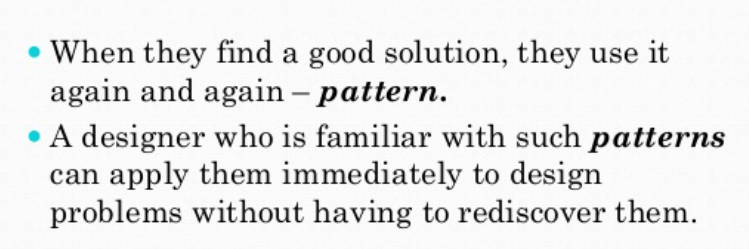 • When they find a good solution, they use it
again and again – pattern.
• A designer who is familiar with such patterns
can apply them immediately to design
problems without having to rediscover them.